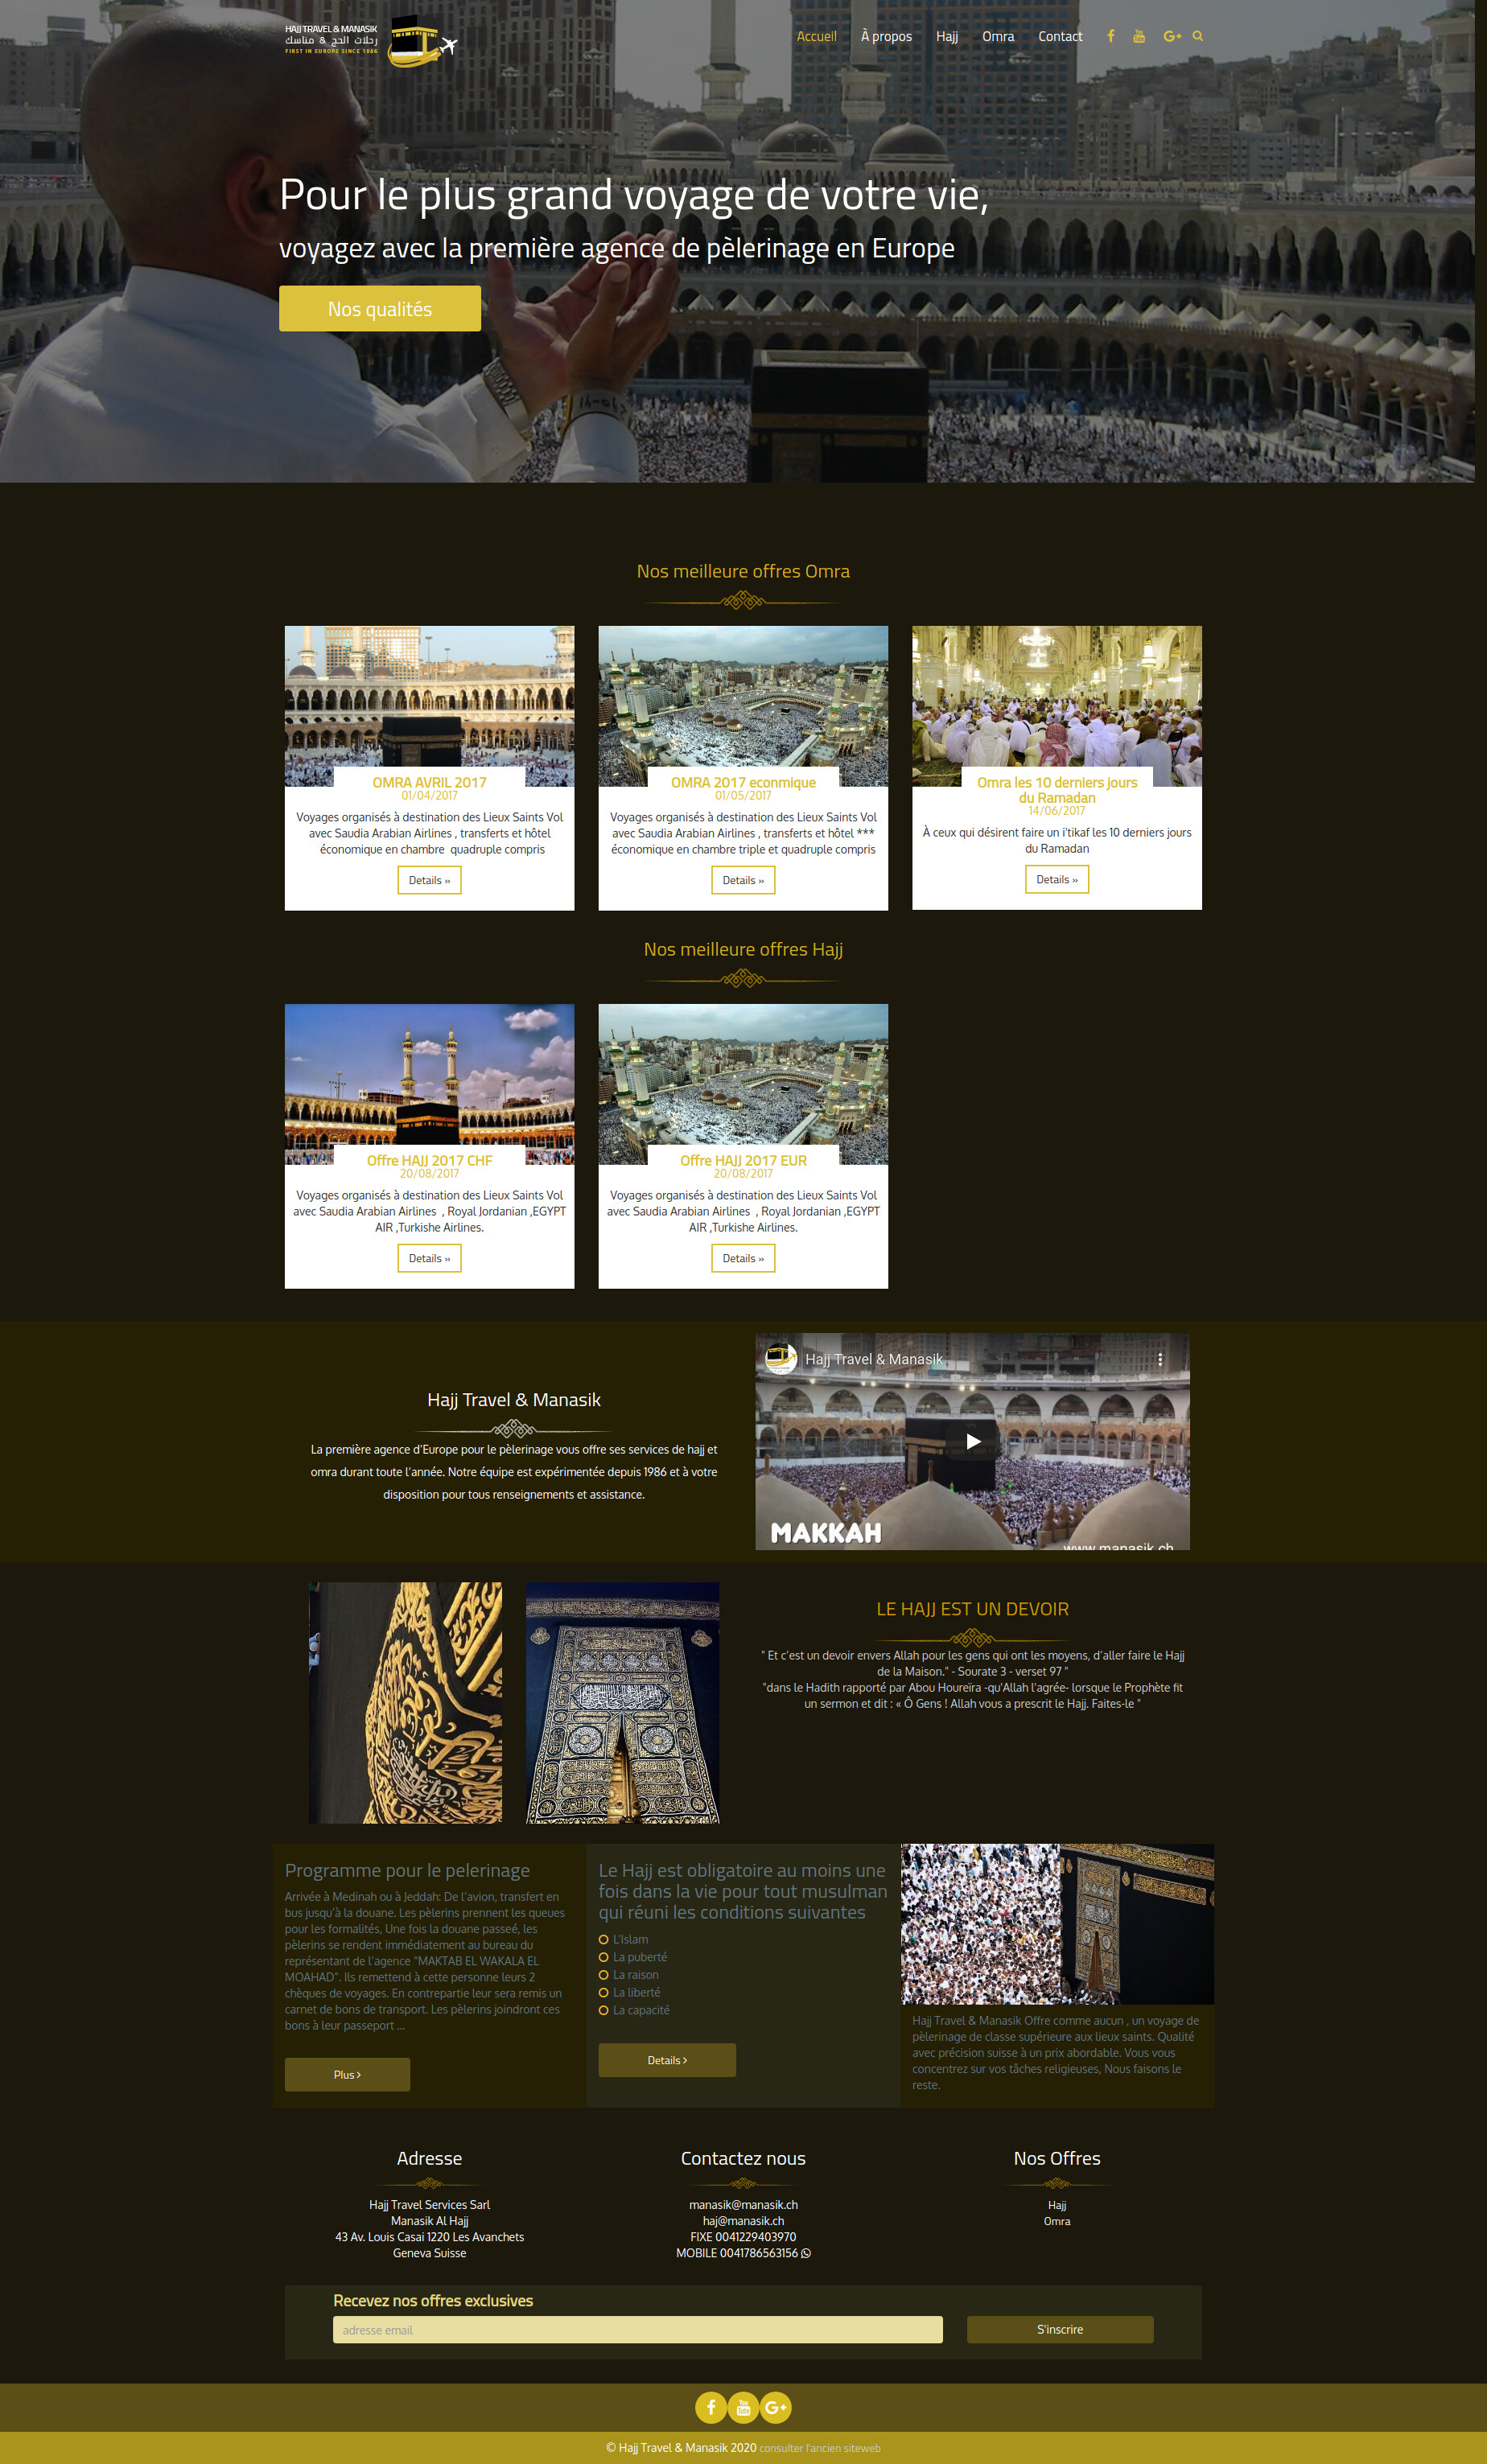 HAJJ TRAVEL & MANASIK
رحلات الحج & مناسك
FIRST IN EUROPE SINCE 1986
Accueil À propos Hajj Omra Contact
Pour le plus grand voyage de votre vie,
voyagez avec la première agence de pèlerinage en Europe
Nos qualités
Nos meilleure offres Omra
OMRA AVRIL 2017
01/04/2017
Voyages organisés à destination des Lieux Saints Vol
avec Saudia Arabian Airlines , transferts et hôtel
économique en chambre quadruple compris
Details »
OMRA 2017 econmique
01/05/2017
Voyages organisés à destination des Lieux Saints Vol
avec Saudia Arabian Airlines , transferts et hôtel ***
économique en chambre triple et quadruple compris
Details »
Omra les 10 derniers jours
du Ramadan
14/06/2017
À ceux qui désirent faire un i'tikaf les 10 derniers jours
du Ramadan
Details »
Nos meilleure offres Hajj
Offre HAJJ 2017 CHF
20/08/2017
Voyages organisés à destination des Lieux Saints Vol
avec Saudia Arabian Airlines , Royal Jordanian ,EGYPT
AIR ,Turkishe Airlines.
Details »
Offre HAJJ 2017 EUR
20/08/2017
Voyages organisés à destination des Lieux Saints Vol
avec Saudia Arabian Airlines , Royal Jordanian ,EGYPT
AIR ,Turkishe Airlines.
Details »
Hajj Travel & Manasik
La première agence d’Europe pour le pèlerinage vous offre ses services de hajj et
omra durant toute l’année. Notre équipe est expérimentée depuis 1986 et à votre
disposition pour tous renseignements et assistance.
Hajj Travel & Manasik
MAKKAH
www.manasik.ch
LE HAJJ EST UN DEVOIR
" Et c’est un devoir envers Allah pour les gens qui ont les moyens, d’aller faire le Hajj
de la Maison." - Sourate 3 - verset 97 "
"dans le Hadith rapporté par Abou Houreïra -qu'Allah l'agrée- lorsque le Prophète fit
un sermon et dit : « Ô Gens ! Allah vous a prescrit le Hajj. Faites-le "
Programme pour le pelerinage
Arrivée à Medinah ou à Jeddah: De l’avion, transfert en
bus jusqu’à la douane. Les pèlerins prennent les queues
pour les formalités, Une fois la douane passeé, les
pèlerins se rendent immédiatement au bureau du
représentant de l’agence “MAKTAB EL WAKALA EL
MOAHAD”. Ils remettend à cette personne leurs 2
chèques de voyages. En contrepartie leur sera remis un
carnet de bons de transport. Les pèlerins joindront ces
bons à leur passeport ...
Plus
Le Hajj est obligatoire au moins une
fois dans la vie pour tout musulman
qui réuni les conditions suivantes
L'Islam
La puberté
La raison
La liberté
La capacité
Details
Hajj Travel & Manasik Offre comme aucun , un voyage de
pèlerinage de classe supérieure aux lieux saints. Qualité
avec précision suisse à un prix abordable. Vous vous
concentrez sur vos tâches religieuses, Nous faisons le
reste.
Adresse
Hajj Travel Services Sarl
Manasik Al Hajj
43 Av. Louis Casai 1220 Les Avanchets
Geneva Suisse
Contactez nous
manasik@manasik.ch
haj@manasik.ch
FIXE 0041229403970
MOBILE 0041786563156
Nos Offres
Hajj
Omra
Recevez nos offres exclusives
adresse email
S'inscrire
© Hajj Travel & Manasik 2020 consulter l'ancien siteweb